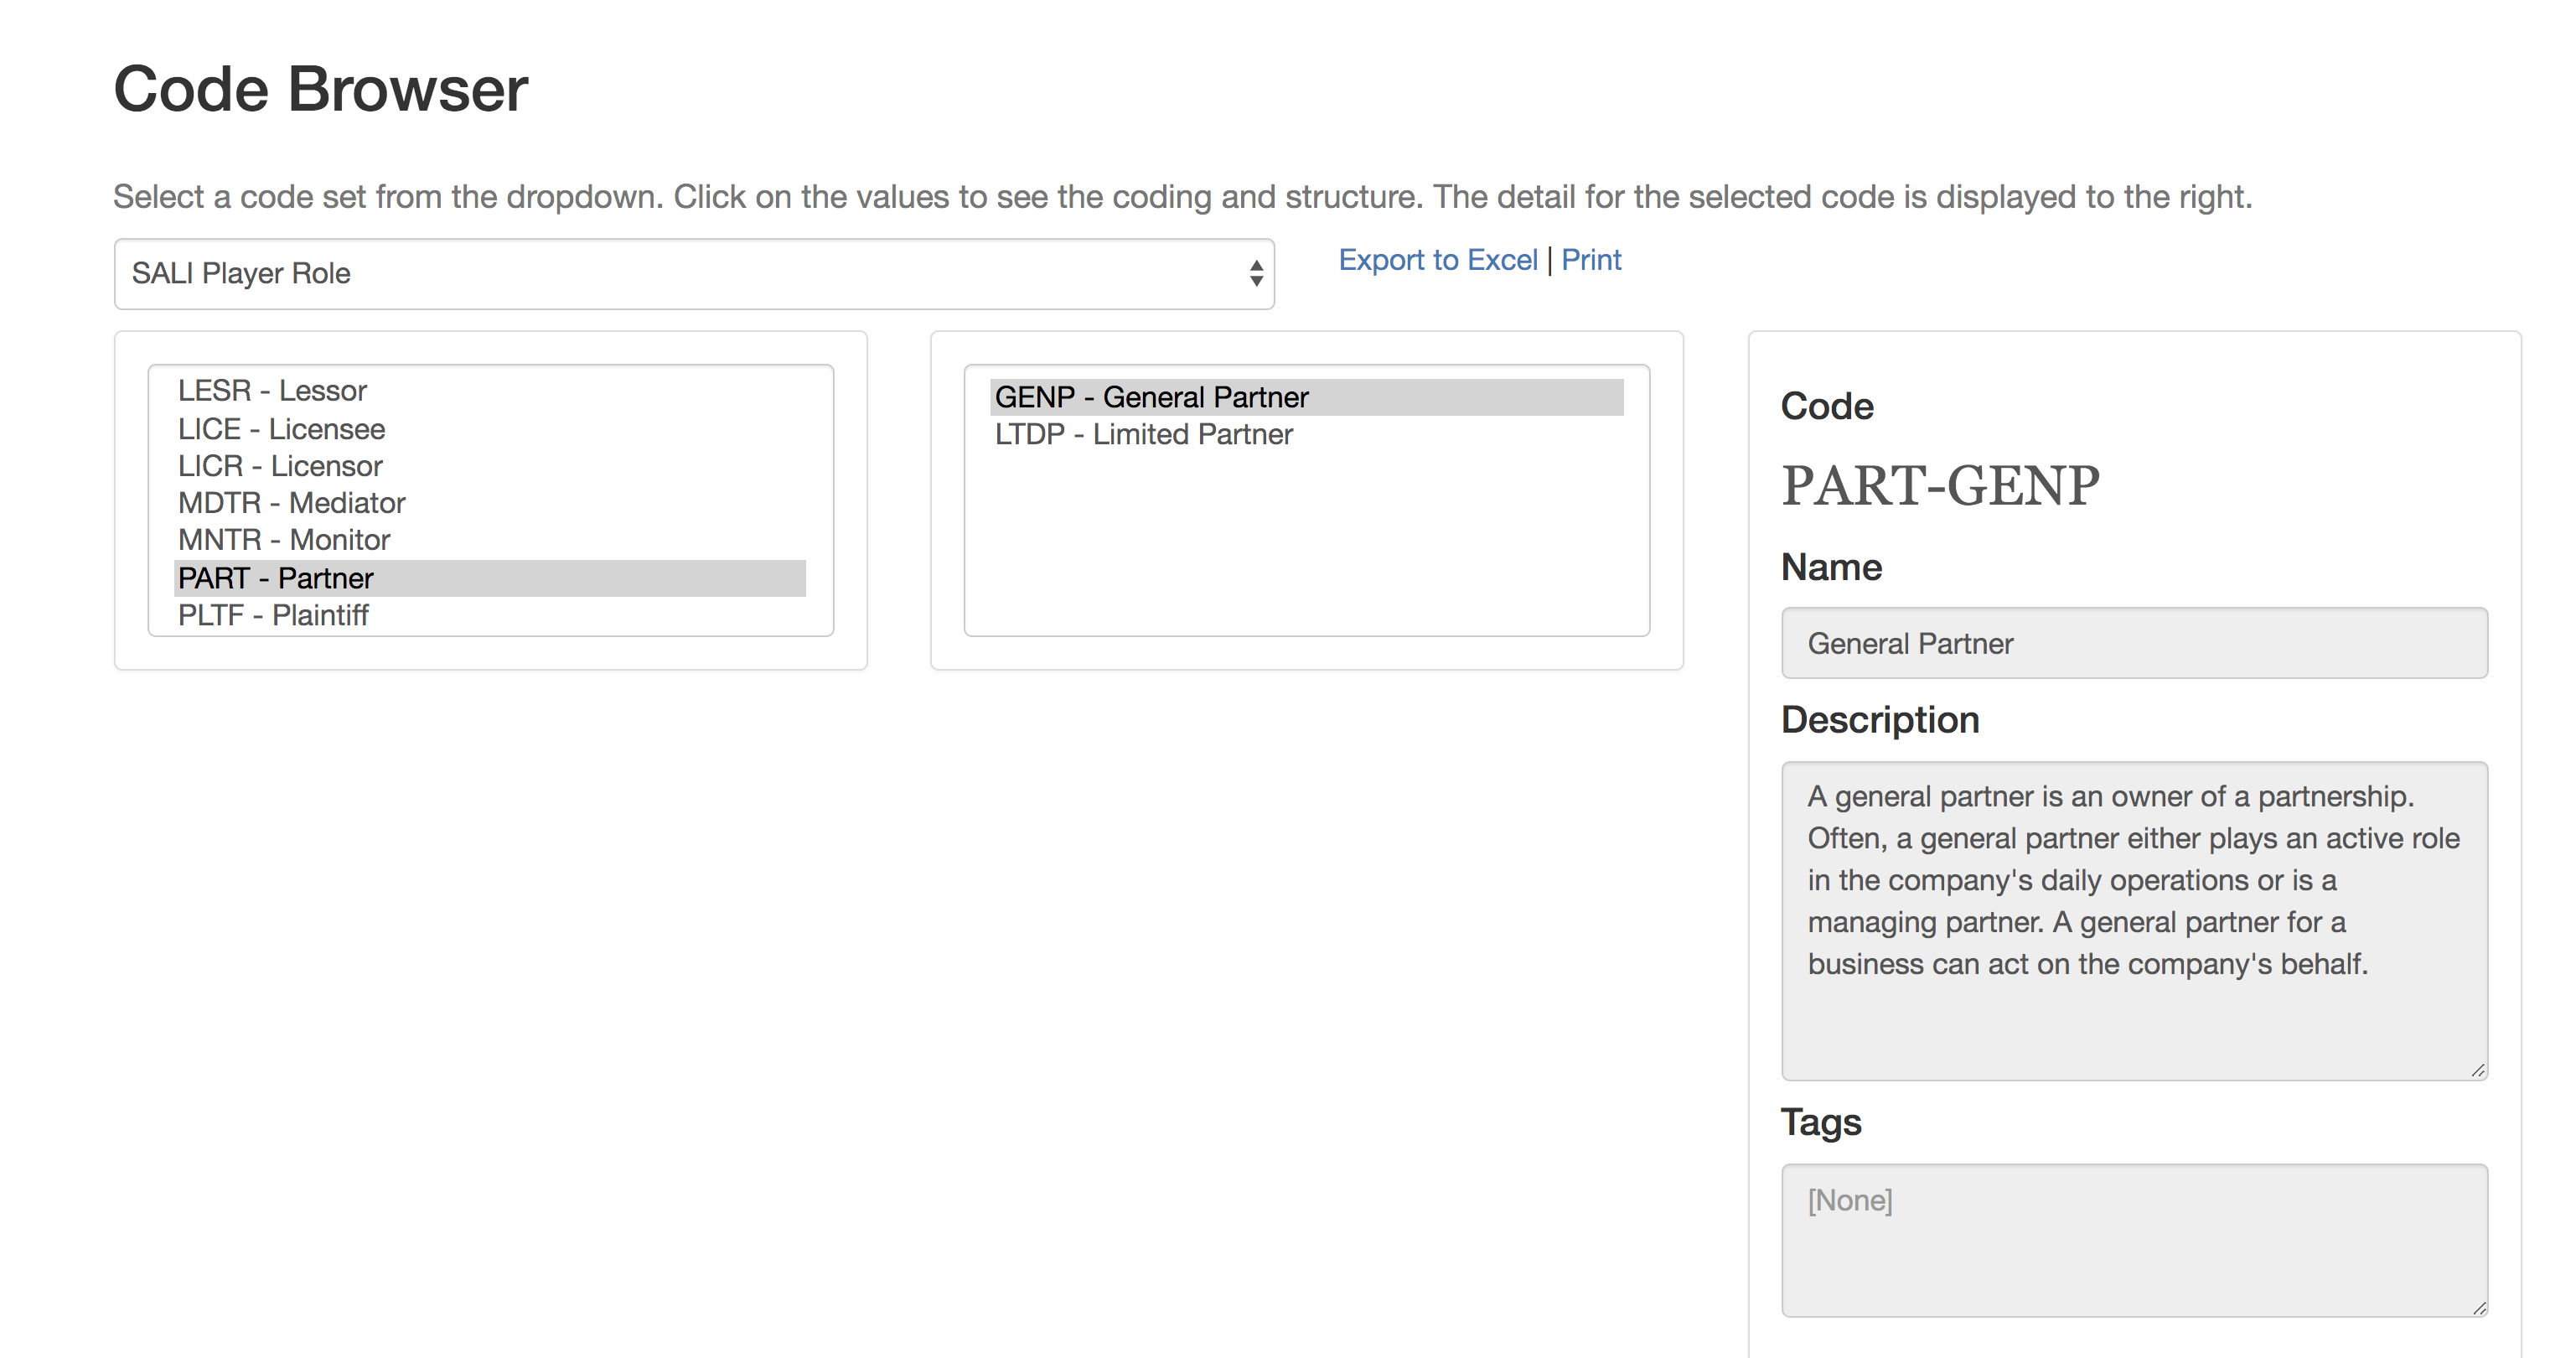 Code Browser
Select a code set from the dropdown. Click on the values to see the coding and structure. The detail for the selected code is displayed to the right.
SALI Player Role
Export to Excel | Print
LESR - Lessor
LICE - Licensee
LICR - Licensor
MDTR - Mediator
MNTR - Monitor
PART - Partner
PLTF - Plaintiff
GENP - General Partner
LTDP - Limited Partner
Code
PART-GENP
Name
General Partner
Description
A general partner is an owner of a partnership.
Often, a general partner either plays an active role
in the company's daily operations or is a
managing partner. A general partner for a
business can act on the company's behalf.
Tags
[None]